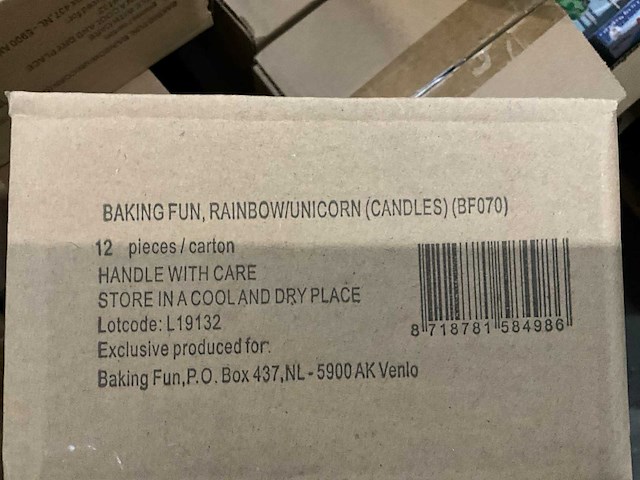 BAKING FUN, RAINBOW/UNICORN (CANDLES) (BF070)
12 pieces / carton
HANDLE WITH CARE
STORE IN A COOL AND DRY PLACE
Lotcode: L19132
Exclusive produced for:
Baking Fun, P.O. Box 437, NL - 5900 AK Venlo
8 718781 584986